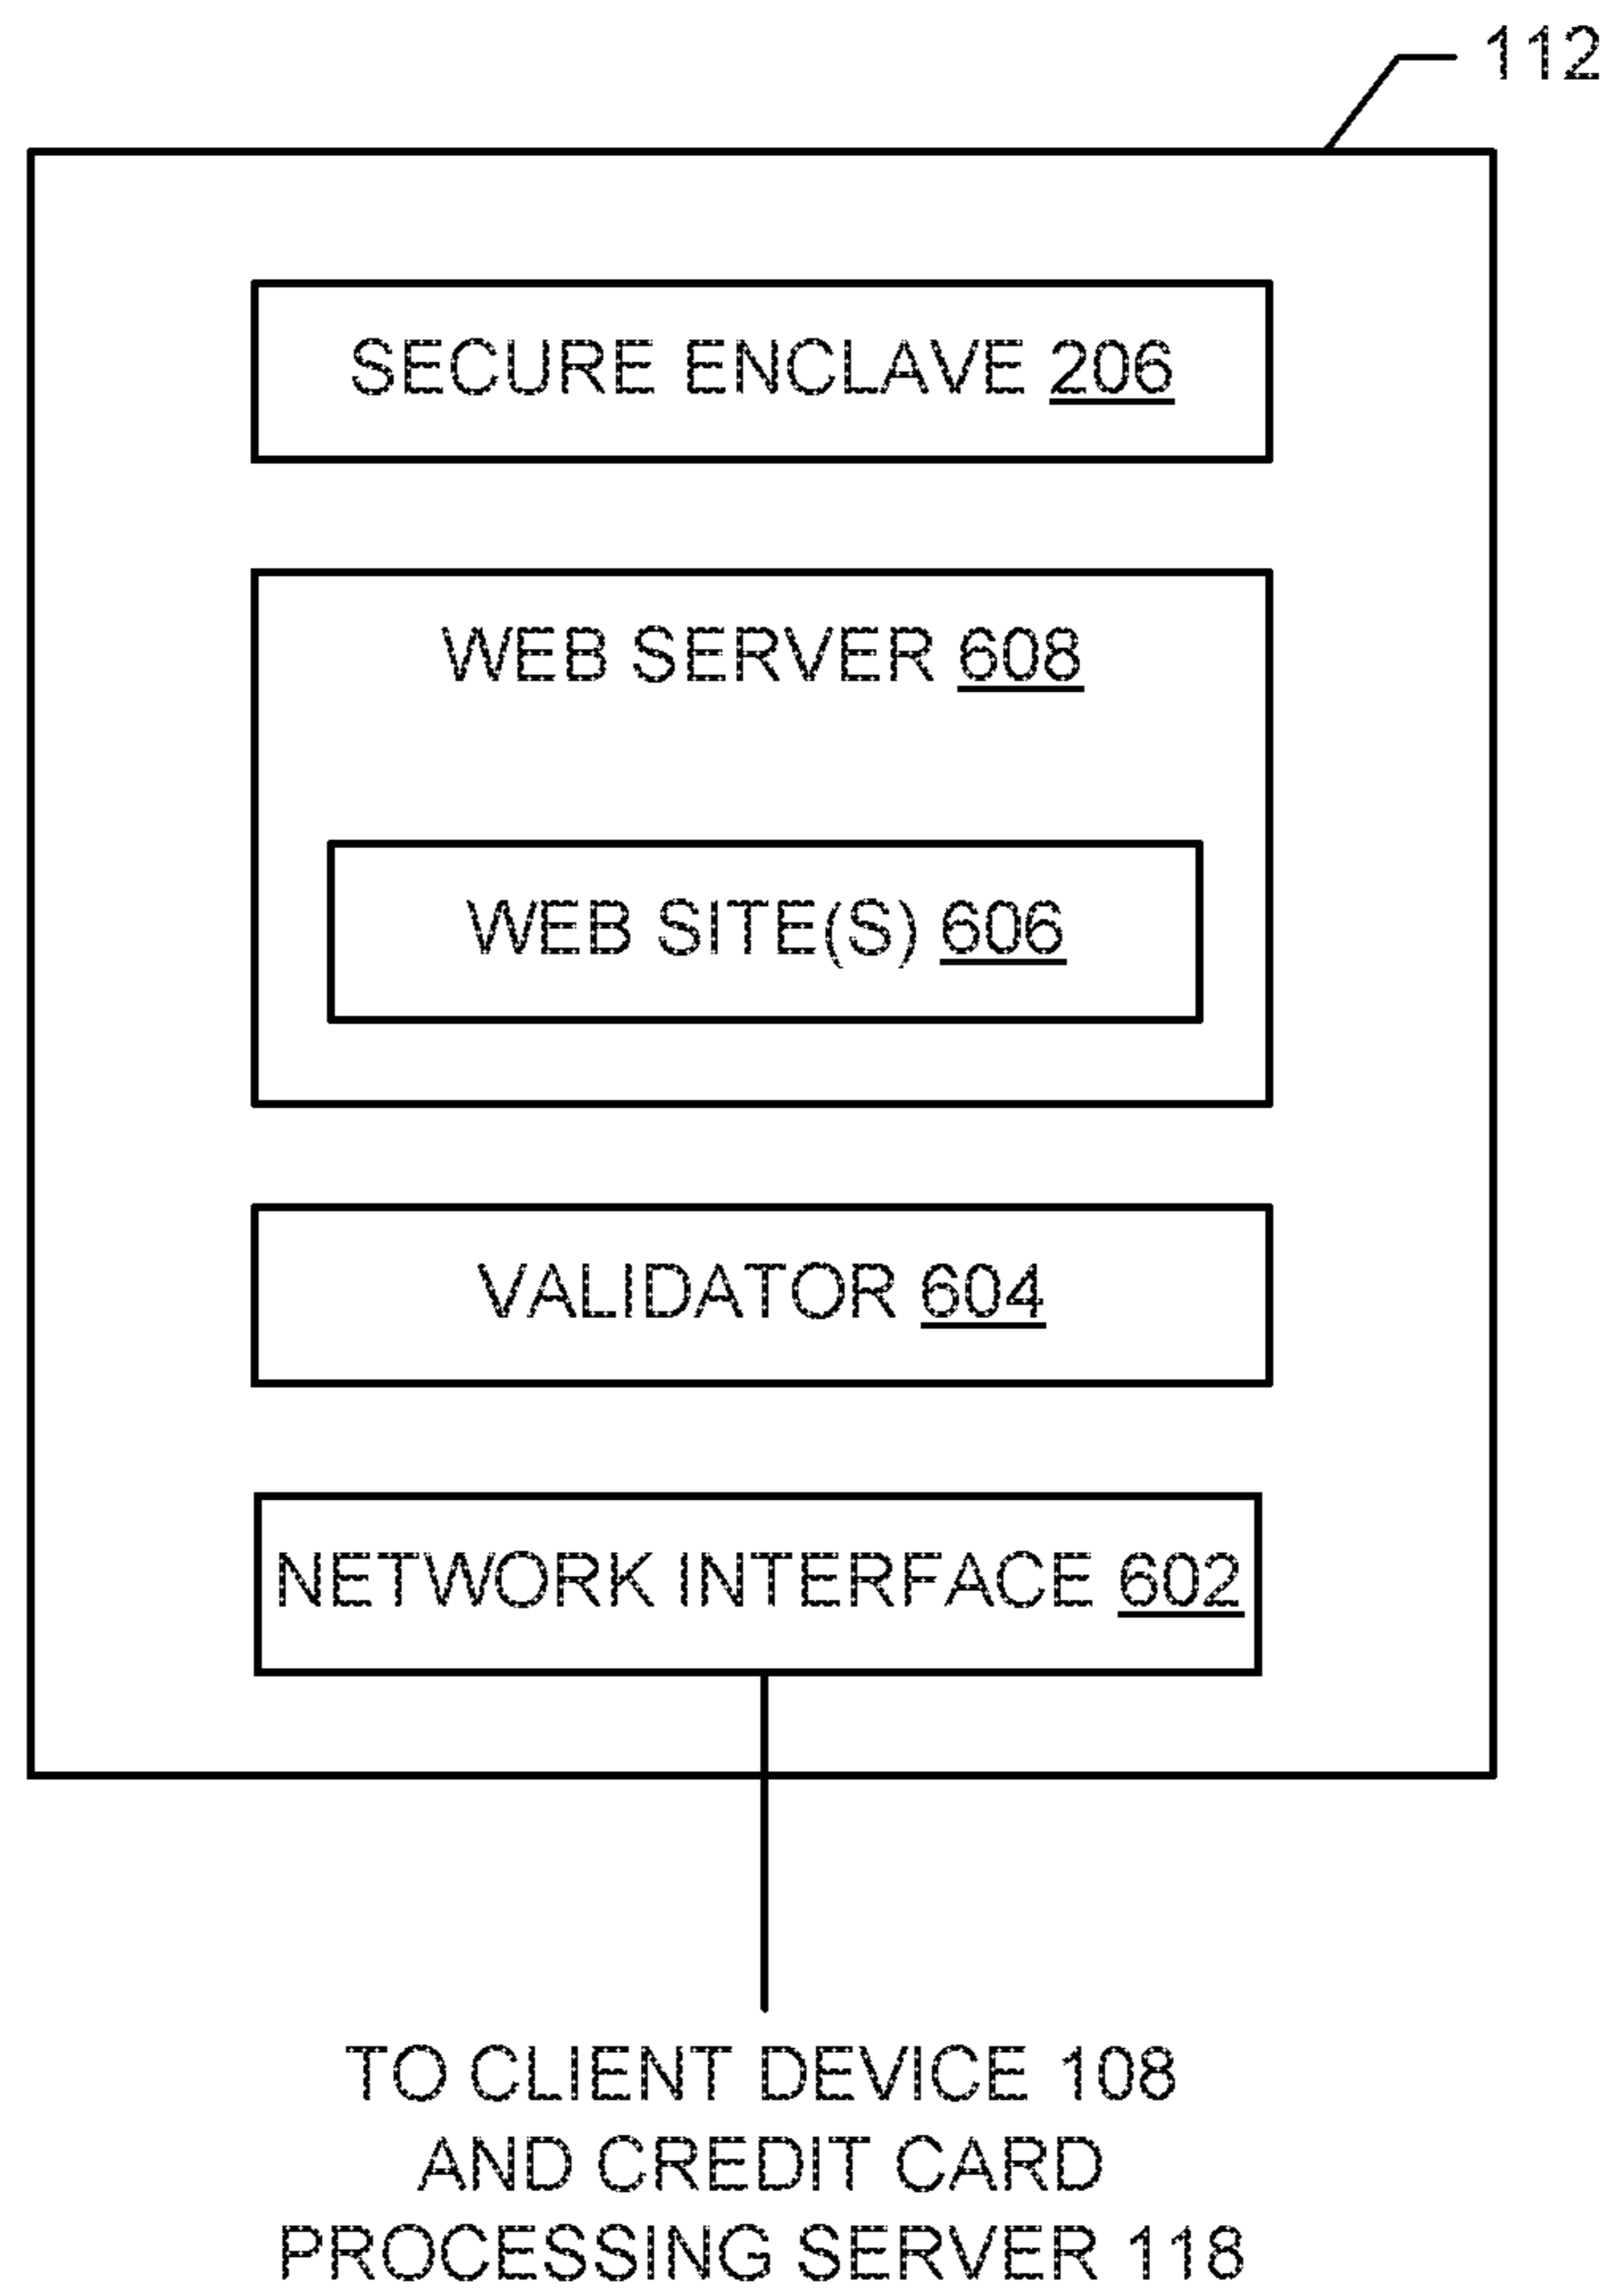 112
SECURE ENCLAVE 206
WEB SERVER 608
WEB SITE(S) 606
VALIDATOR 604
NETWORK INTERFACE 602
TO CLIENT DEVICE 108
AND CREDIT CARD
PROCESSING SERVER 118